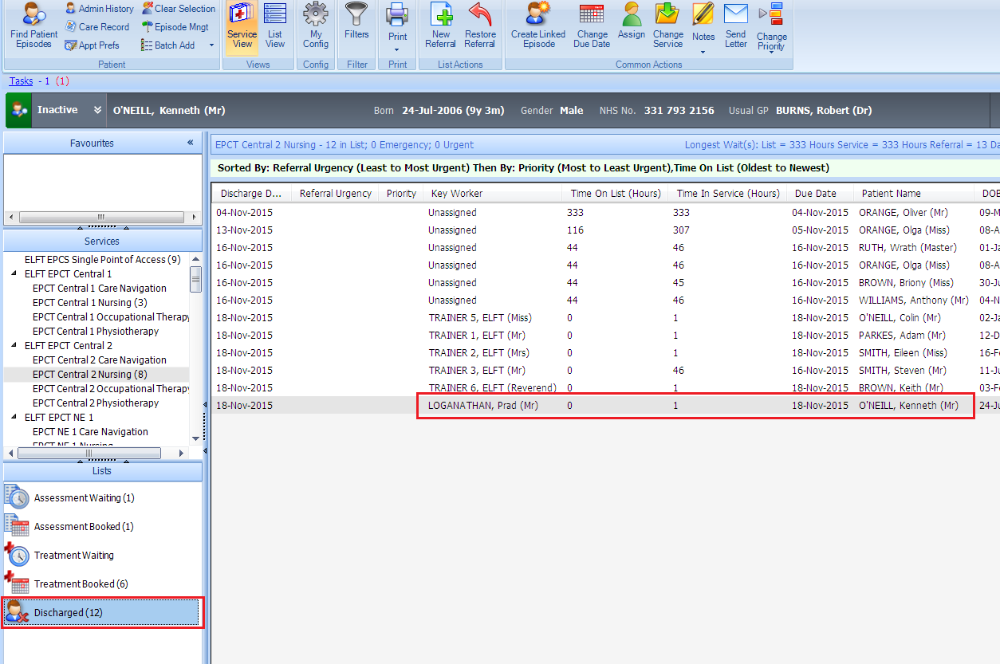 Find Patient Episodes
Admin History
Care Record
Appt Prefs
Clear Selection
Episode Mngt
Batch Add
Patient
Service View
List View
Views
My Config
Config
Filters
Filter
Print
Print
New Referral
Restore Referral
List Actions
Create Linked Episode
Change Due Date
Assign
Change Service
Notes
Send Letter
Change Priority
Common Actions
Tasks - 1 (1)
Inactive O'NEILL, Kenneth (Mr) Born 24-Jul-2006 (9y 3m) Gender Male NHS No. 331 793 2156 Usual GP BURNS, Robert (Dr)
Favourites «
Services
ELFT EPCS Single Point of Access (9)
ELFT EPCT Central 1
EPCT Central 1 Care Navigation
EPCT Central 1 Nursing (3)
EPCT Central 1 Occupational Therapy
EPCT Central 1 Physiotherapy
ELFT EPCT Central 2
EPCT Central 2 Care Navigation
EPCT Central 2 Nursing (8)
EPCT Central 2 Occupational Therapy
EPCT Central 2 Physiotherapy
ELFT EPCT NE 1
EPCT NE 1 Care Navigation
EPCT NE 1 Nursing
Lists
Assessment Waiting (1)
Assessment Booked (1)
Treatment Waiting
Treatment Booked (6)
Discharged (12)
EPCT Central 2 Nursing - 12 in List; 0 Emergency; 0 Urgent Longest Wait(s): List = 333 Hours Service = 333 Hours Referral = 13 Da
Sorted By: Referral Urgency (Least to Most Urgent) Then By: Priority (Most to Least Urgent),Time On List (Oldest to Newest)
Discharge D... Referral Urgency Priority Key Worker Time On List (Hours) Time In Service (Hours) Due Date Patient Name DOB
04-Nov-2015 Unassigned 333 333 04-Nov-2015 ORANGE, Oliver (Mr) 09-M
13-Nov-2015 Unassigned 116 307 05-Nov-2015 ORANGE, Olga (Miss) 08-A
16-Nov-2015 Unassigned 44 46 16-Nov-2015 RUTH, Wrath (Master) 01-Ja
16-Nov-2015 Unassigned 44 46 16-Nov-2015 ORANGE, Olga (Miss) 08-A
16-Nov-2015 Unassigned 44 45 16-Nov-2015 BROWN, Briony (Miss) 30-Ju
16-Nov-2015 Unassigned 44 46 16-Nov-2015 WILLIAMS, Anthony (Mr) 04-N
18-Nov-2015 TRAINER 5, ELFT (Miss) 0 1 18-Nov-2015 O'NEILL, Colin (Mr) 02-Ja
18-Nov-2015 TRAINER 1, ELFT (Mr) 0 1 18-Nov-2015 PARKES, Adam (Mr) 12-D
18-Nov-2015 TRAINER 2, ELFT (Mrs) 0 1 18-Nov-2015 SMITH, Eileen (Miss) 16-Fe
18-Nov-2015 TRAINER 3, ELFT (Mr) 0 46 16-Nov-2015 SMITH, Steven (Mr) 11-Ju
18-Nov-2015 TRAINER 6, ELFT (Reverend) 0 1 18-Nov-2015 BROWN, Keith (Mr) 03-Fe
18-Nov-2015 LOGANATHAN, Prad (Mr) 0 1 18-Nov-2015 O'NEILL, Kenneth (Mr) 24-Ju